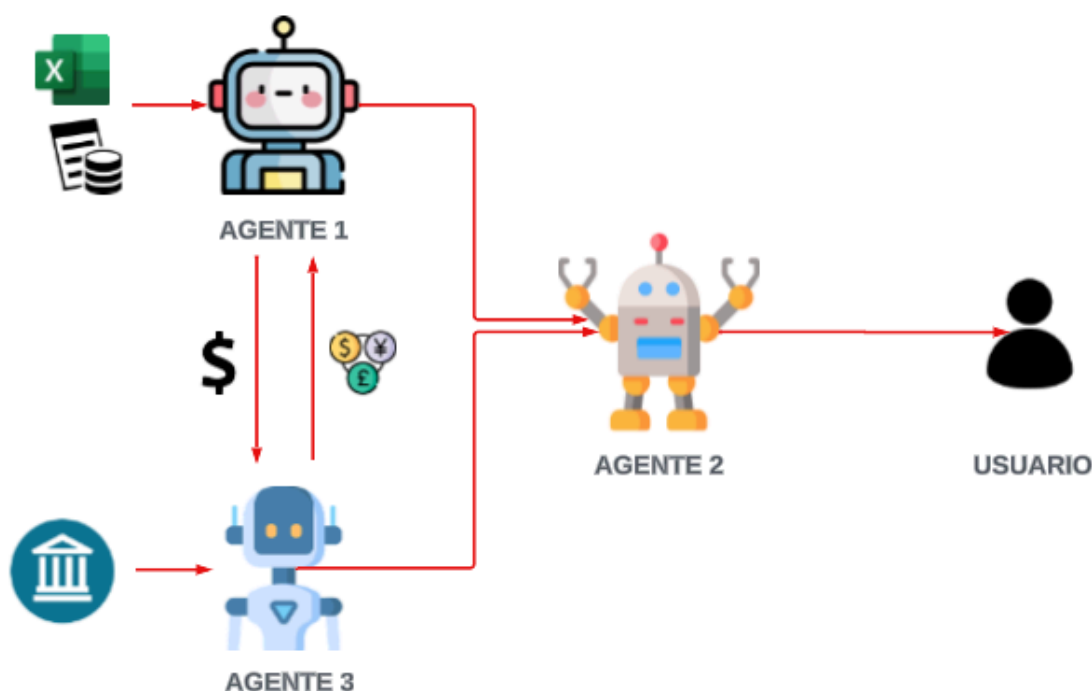 X
AGENTE 1
$
$ ¥
£
AGENTE 2
USUARIO
AGENTE 3